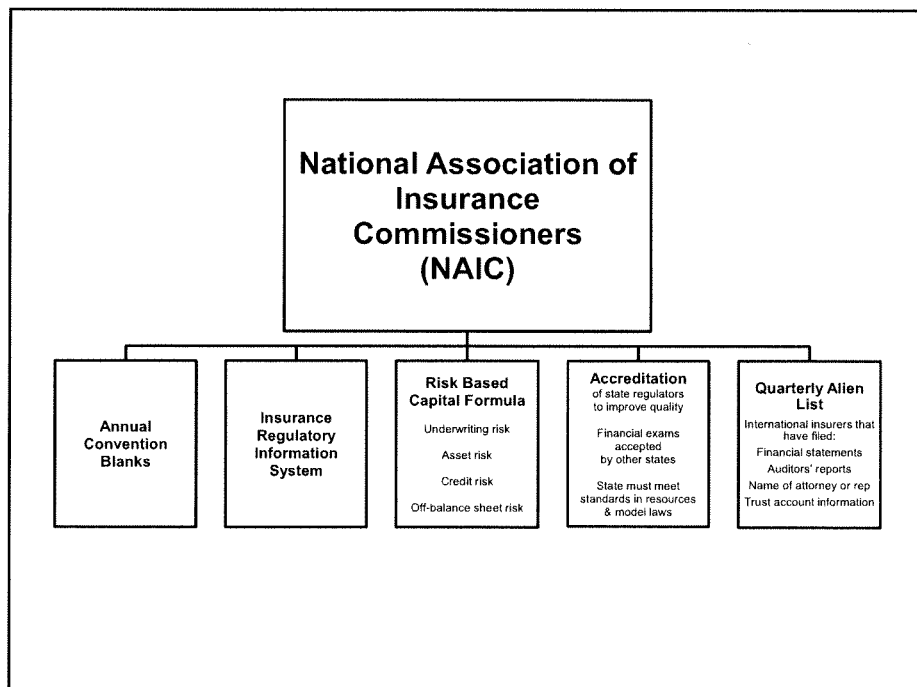 National Association of
Insurance
Commissioners
(NAIC)
Annual
Convention
Blanks
Insurance
Regulatory
Information
System
Risk Based
Capital Formula
Underwriting risk
Asset risk
Credit risk
Off-balance sheet risk
Accreditation
of state regulators
to improve quality
Financial exams
accepted
by other states
State must meet
standards in resources
& model laws
Quarterly Alien
List
International insurers that
have filed:
Financial statements
Auditors' reports
Name of attorney or rep
Trust account information